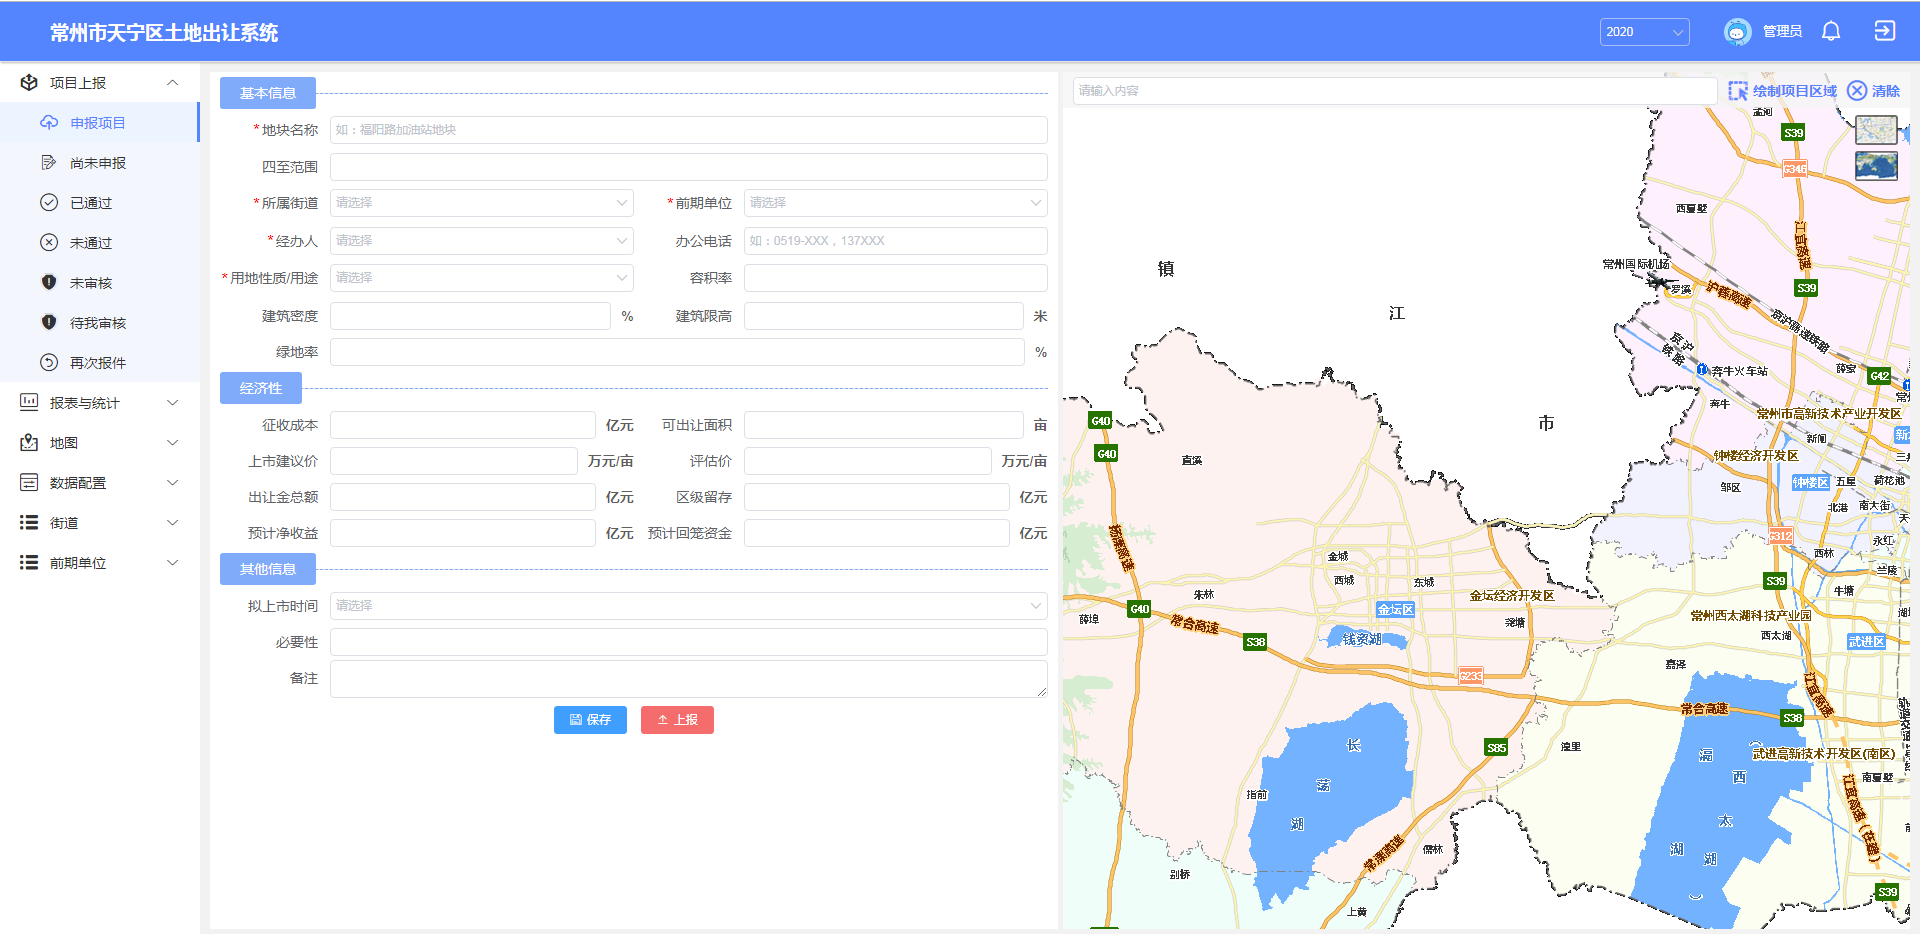 常州市天宁区土地出让系统
2020
管理员
项目上报
申报项目
尚未申报
已通过
未通过
未审核
待我审核
再次报件
报表与统计
地图
数据配置
街道
前期单位
基本信息
*地块名称 如：福阳路加油站地块
四至范围
*所属街道 请选择 *前期单位 请选择
*经办人 请选择 办公电话 如：0519-XXX，137XXX
*用地性质/用途 请选择 容积率
建筑密度 % 建筑限高 米
绿地率 %
经济性
征收成本 亿元 可出让面积 亩
上市建议价 万元/亩 评估价 万元/亩
出让金总额 亿元 区级留存 亿元
预计净收益 亿元 预计回笼资金 亿元
其他信息
拟上市时间 请选择
必要性
备注
保存 上报
请输入内容
绘制项目区域 清除
孟河
S39
G346
西夏墅
江宜高速
镇
常州国际机场
罗溪
沪蓉高速
S39
江
京沪高速铁路
京沪铁路
奔牛火车站
薛家
G42
常
奔牛
常州市高新技术产业开发区
G40
市
新闸
新北
G40
直溪
钟楼经济开发区
三井
邹区
钟楼区
五星
荷花池
北港
南大街
天
扬溧高速
G312
永红
金城
西林
兰陵
西城
东城
S39
朱林
金坛经济开发区
牛塘
G40
金坛区
薛埠
常合高速
尧塘
常州西太湖科技产业园
湖塘
S38
钱资湖
西太湖
武进区
嘉泽
G233
江宜高速
常合高速
S38
长
S85
湟里
滆
武进高新技术开发区(南区)
西
南夏墅
荡
指前
江宜高速
湖
太
前
常溧高速
儒林
湖
湖
别桥
S39
上黄